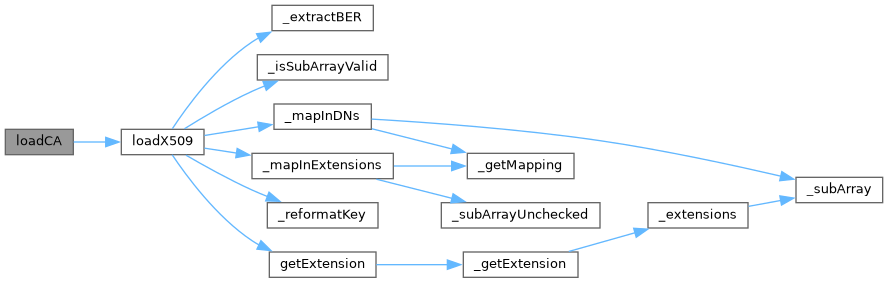 _extractBER
_isSubArrayValid
_mapInDNs
loadCA
loadX509
_mapInExtensions
_getMapping
_subArray
_reformatKey
_subArrayUnchecked
_extensions
getExtension
_getExtension